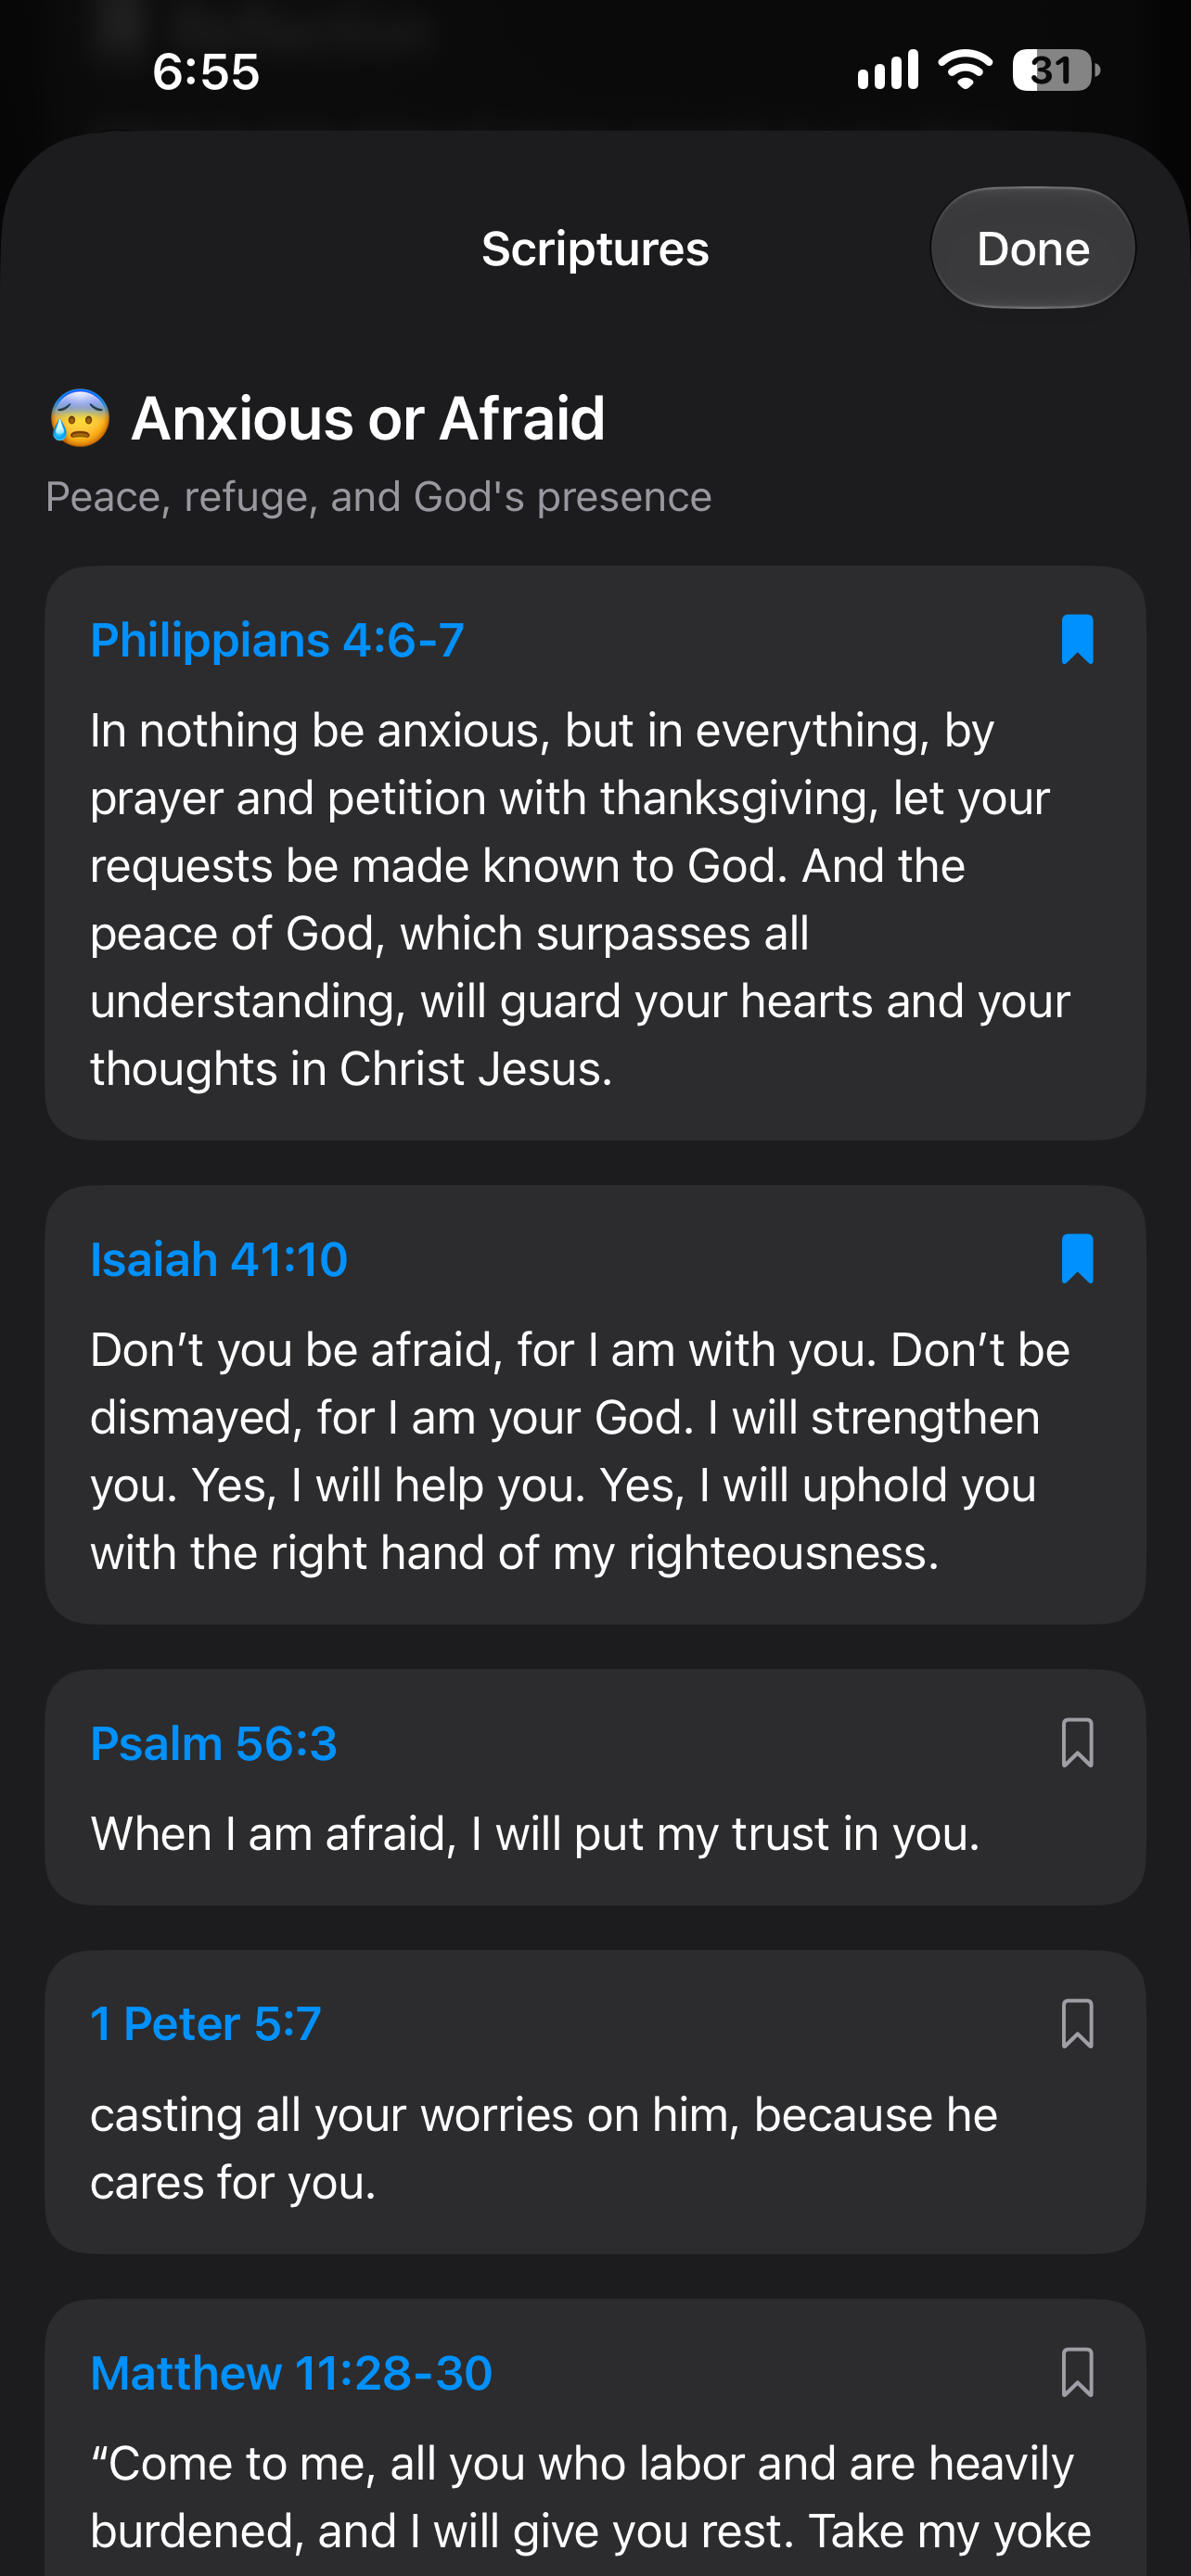 6:55
31
Scriptures
Done
😰 Anxious or Afraid
Peace, refuge, and God's presence
Philippians 4:6-7
In nothing be anxious, but in everything, by
prayer and petition with thanksgiving, let your
requests be made known to God. And the
peace of God, which surpasses all
understanding, will guard your hearts and your
thoughts in Christ Jesus.
Isaiah 41:10
Don’t you be afraid, for I am with you. Don’t be
dismayed, for I am your God. I will strengthen
you. Yes, I will help you. Yes, I will uphold you
with the right hand of my righteousness.
Psalm 56:3
When I am afraid, I will put my trust in you.
1 Peter 5:7
casting all your worries on him, because he
cares for you.
Matthew 11:28-30
“Come to me, all you who labor and are heavily
burdened, and I will give you rest. Take my yoke